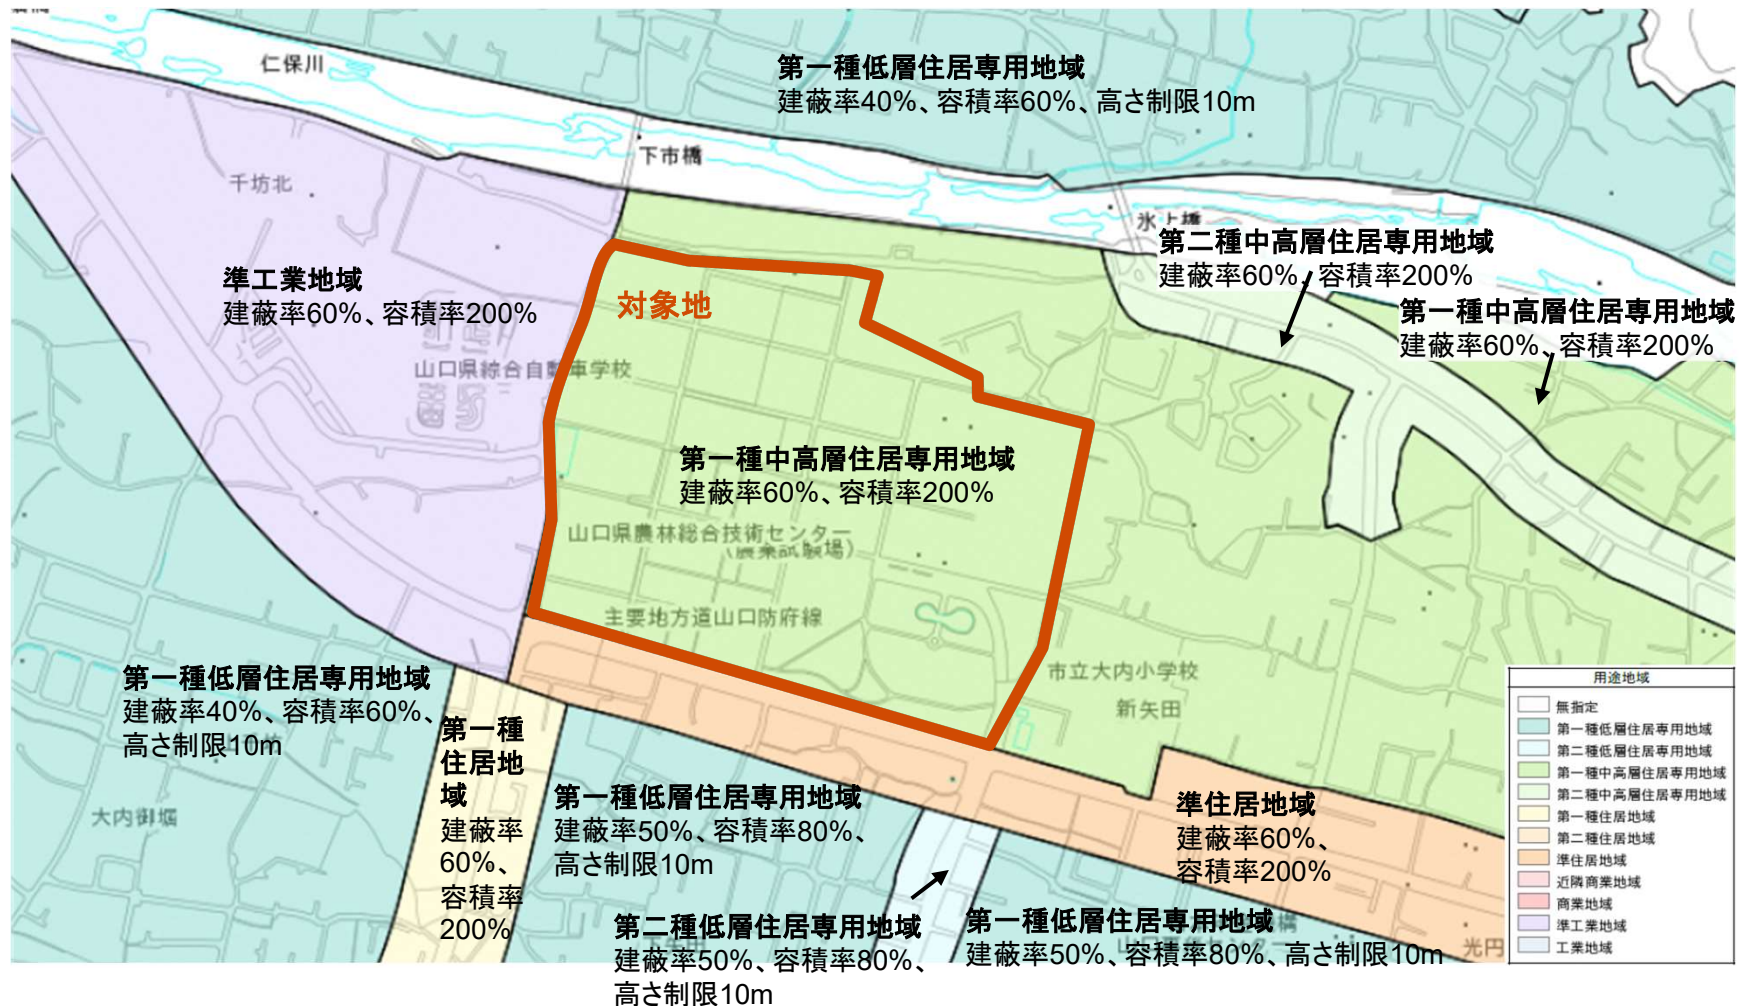 仁保川
第一種低層住居専用地域
建蔽率40%、容積率60%、高さ制限10m
下市橋
千坊北
氷上橋
第二種中高層住居専用地域
建蔽率60%、容積率200%
準工業地域
建蔽率60%、容積率200%
対象地
第一種中高層住居専用地域
建蔽率60%、容積率200%
山口県綜合自動車学校
第一種中高層住居専用地域
建蔽率60%、容積率200%
山口県農林総合技術センター
(農業試験場)
主要地方道山口防府線
市立大内小学校
新矢田
第一種低層住居専用地域
建蔽率40%、容積率60%、
高さ制限10m
大内御堀
第一種
住居地
域
建蔽率
60%、
容積率
200%
第一種低層住居専用地域
建蔽率50%、容積率80%、
高さ制限10m
準住居地域
建蔽率60%、
容積率200%
第二種低層住居専用地域
建蔽率50%、容積率80%、
高さ制限10m
第一種低層住居専用地域
建蔽率50%、容積率80%、高さ制限10m
光円
用途地域
無指定
第一種低層住居専用地域
第二種低層住居専用地域
第一種中高層住居専用地域
第二種中高層住居専用地域
第一種住居地域
第二種住居地域
準住居地域
近隣商業地域
商業地域
準工業地域
工業地域